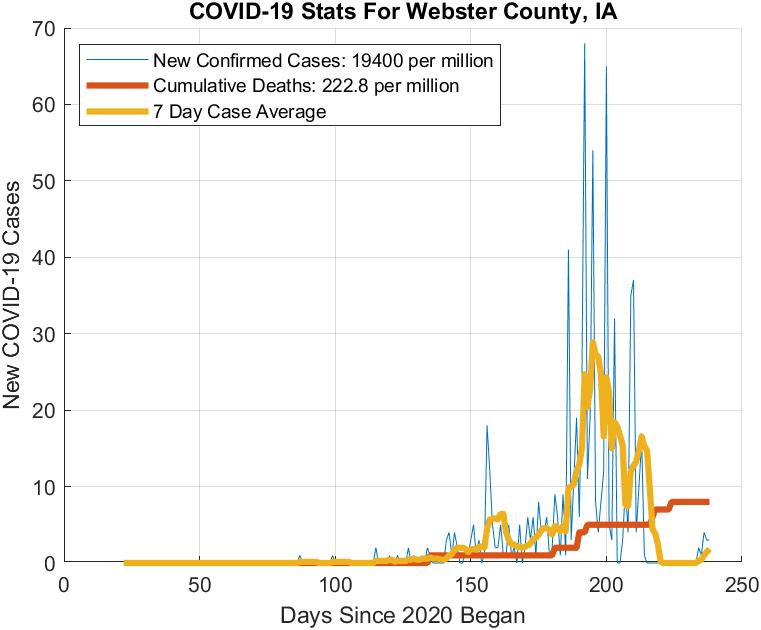 COVID-19 Stats For Webster County, IA
New Confirmed Cases: 19400 per million
Cumulative Deaths: 222.8 per million
7 Day Case Average
70
60
50
40
30
20
10
0
New COVID-19 Cases
0 50 100 150 200 250
Days Since 2020 Began